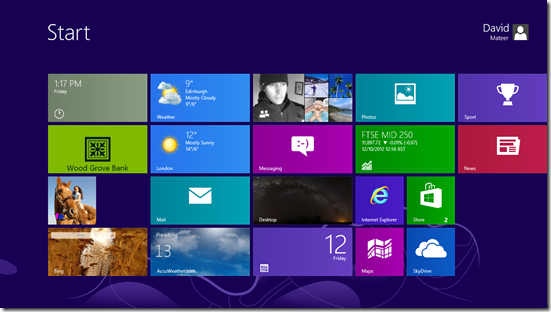 Start
David
Mateer
1:17 PM
Friday
9°
Edinburgh
Mostly Cloudy
9°/6°
Weather
Photos
Sport
Wood Grove Bank
12°
Mostly Sunny
14°/6°
London
Messaging
FTSE MID 250
11,897.72 ▼ -0.01% (-0.67)
12/10/2012 12:56 BST
News
Mail
Desktop
Internet Explorer
Store
2
Bing
Reading
13
AccuWeather.com
12
Friday
Maps
SkyDrive